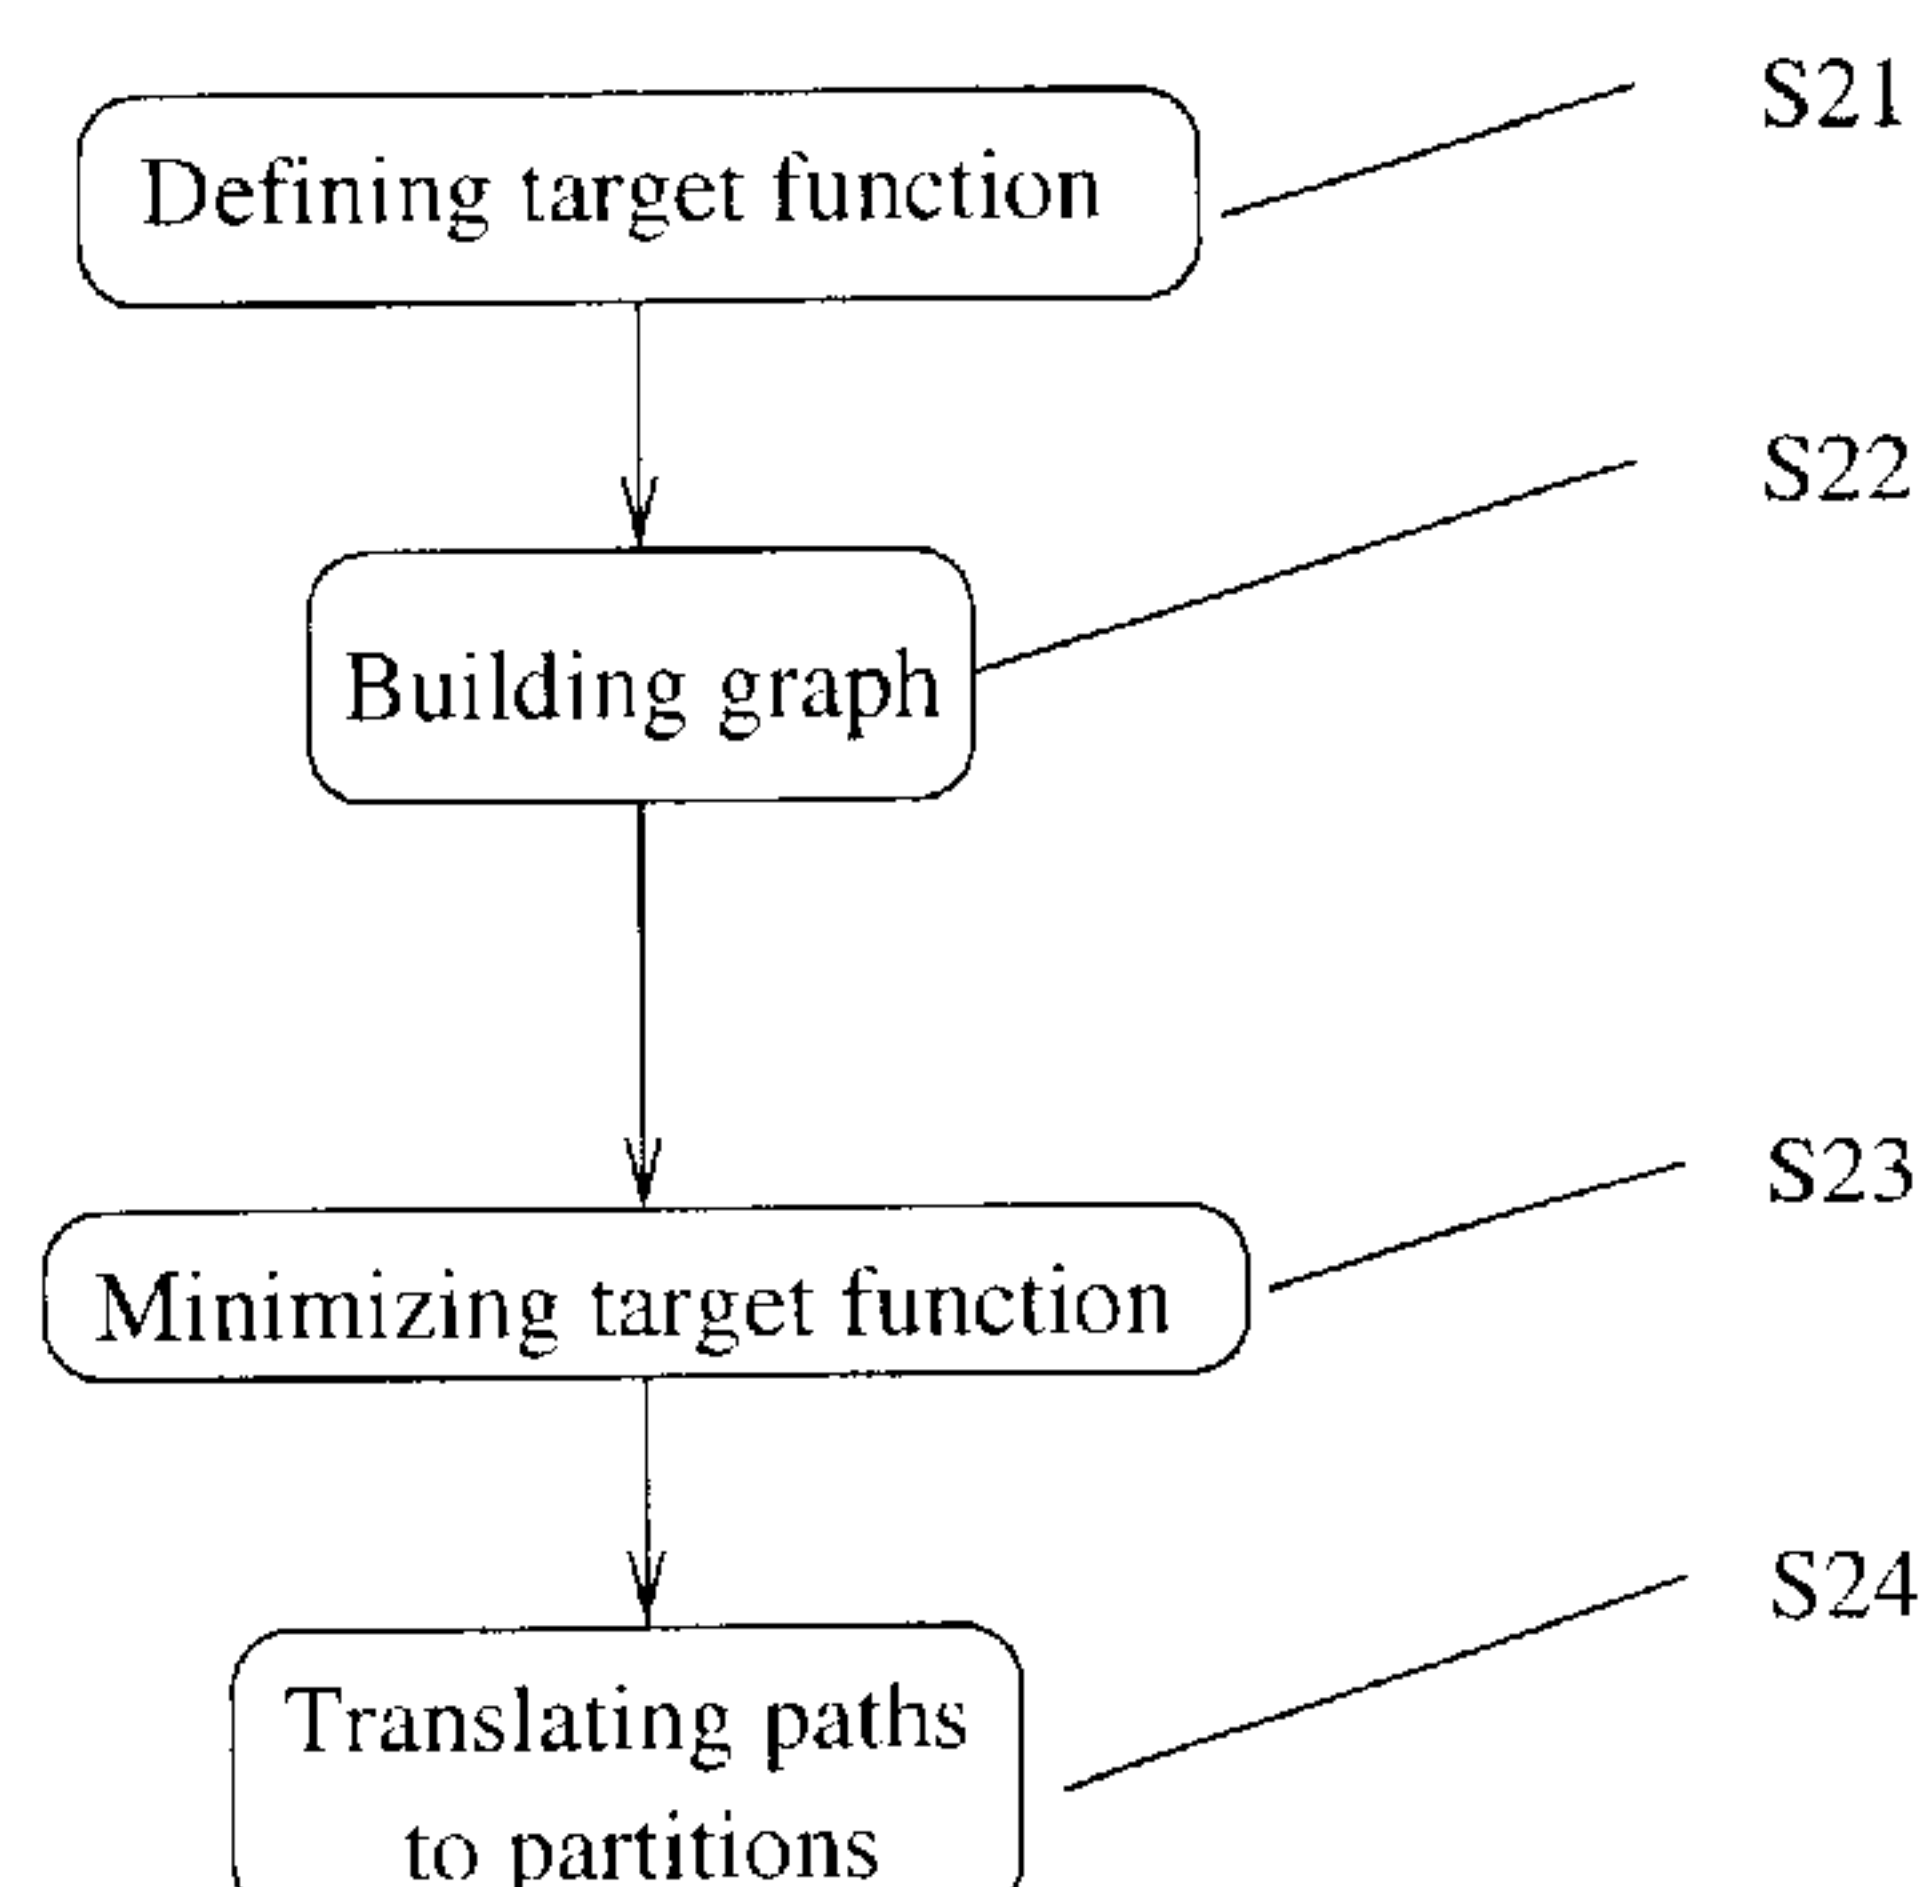 Defining target function
S21
Building graph
S22
Minimizing target function
S23
Translating paths
to partitions
S24